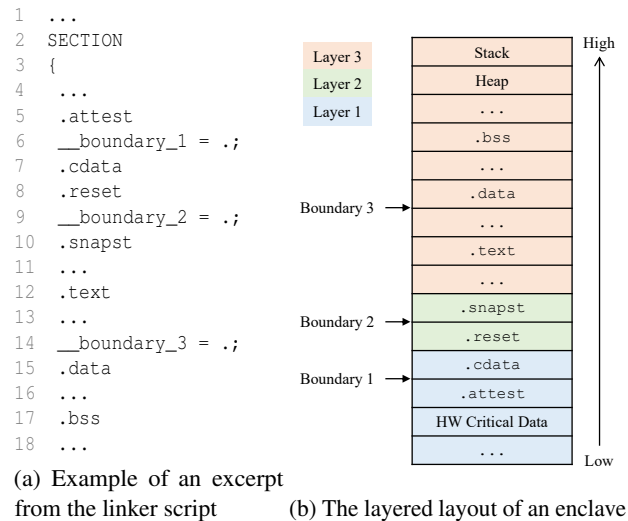 1 ...
2 SECTION
3 {
4 ...
5 .attest
6 __boundary_1 = .;
7 .cdata
8 .reset
9 __boundary_2 = .;
10 .snapst
11 ...
12 .text
13 ...
14 __boundary_3 = .;
15 .data
16 ...
17 .bss
18 ...
(a) Example of an excerpt
from the linker script
Layer 3
Layer 2
Layer 1
Boundary 3
Boundary 2
Boundary 1
Stack
Heap
...
.bss
...
.data
...
.text
...
.snapst
.reset
.cdata
.attest
HW Critical Data
...
High
Low
(b) The layered layout of an enclave